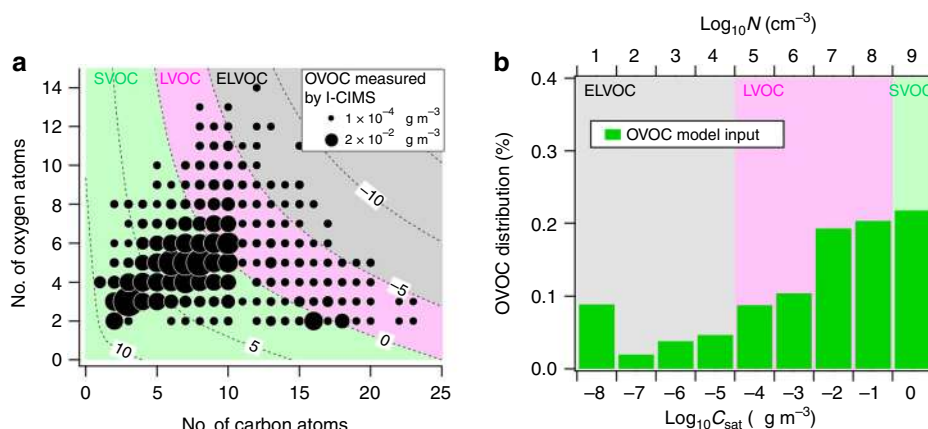 a
SVOC LVOC ELVOC
OVOC measured
by I-CIMS
1 × 10⁻⁴ g m⁻³
2 × 10⁻² g m⁻³
No. of oxygen atoms
14
12
10
8
6
4
2
0
−10
−5
0
5
10
0 5 10 15 20 25
No. of carbon atoms
b
Log₁₀N (cm⁻³)
1 2 3 4 5 6 7 8 9
ELVOC LVOC SVOC
OVOC model input
OVOC distribution (%)
0.4
0.3
0.2
0.1
0.0
−8 −7 −6 −5 −4 −3 −2 −1 0
Log₁₀C_sat ( g m⁻³)